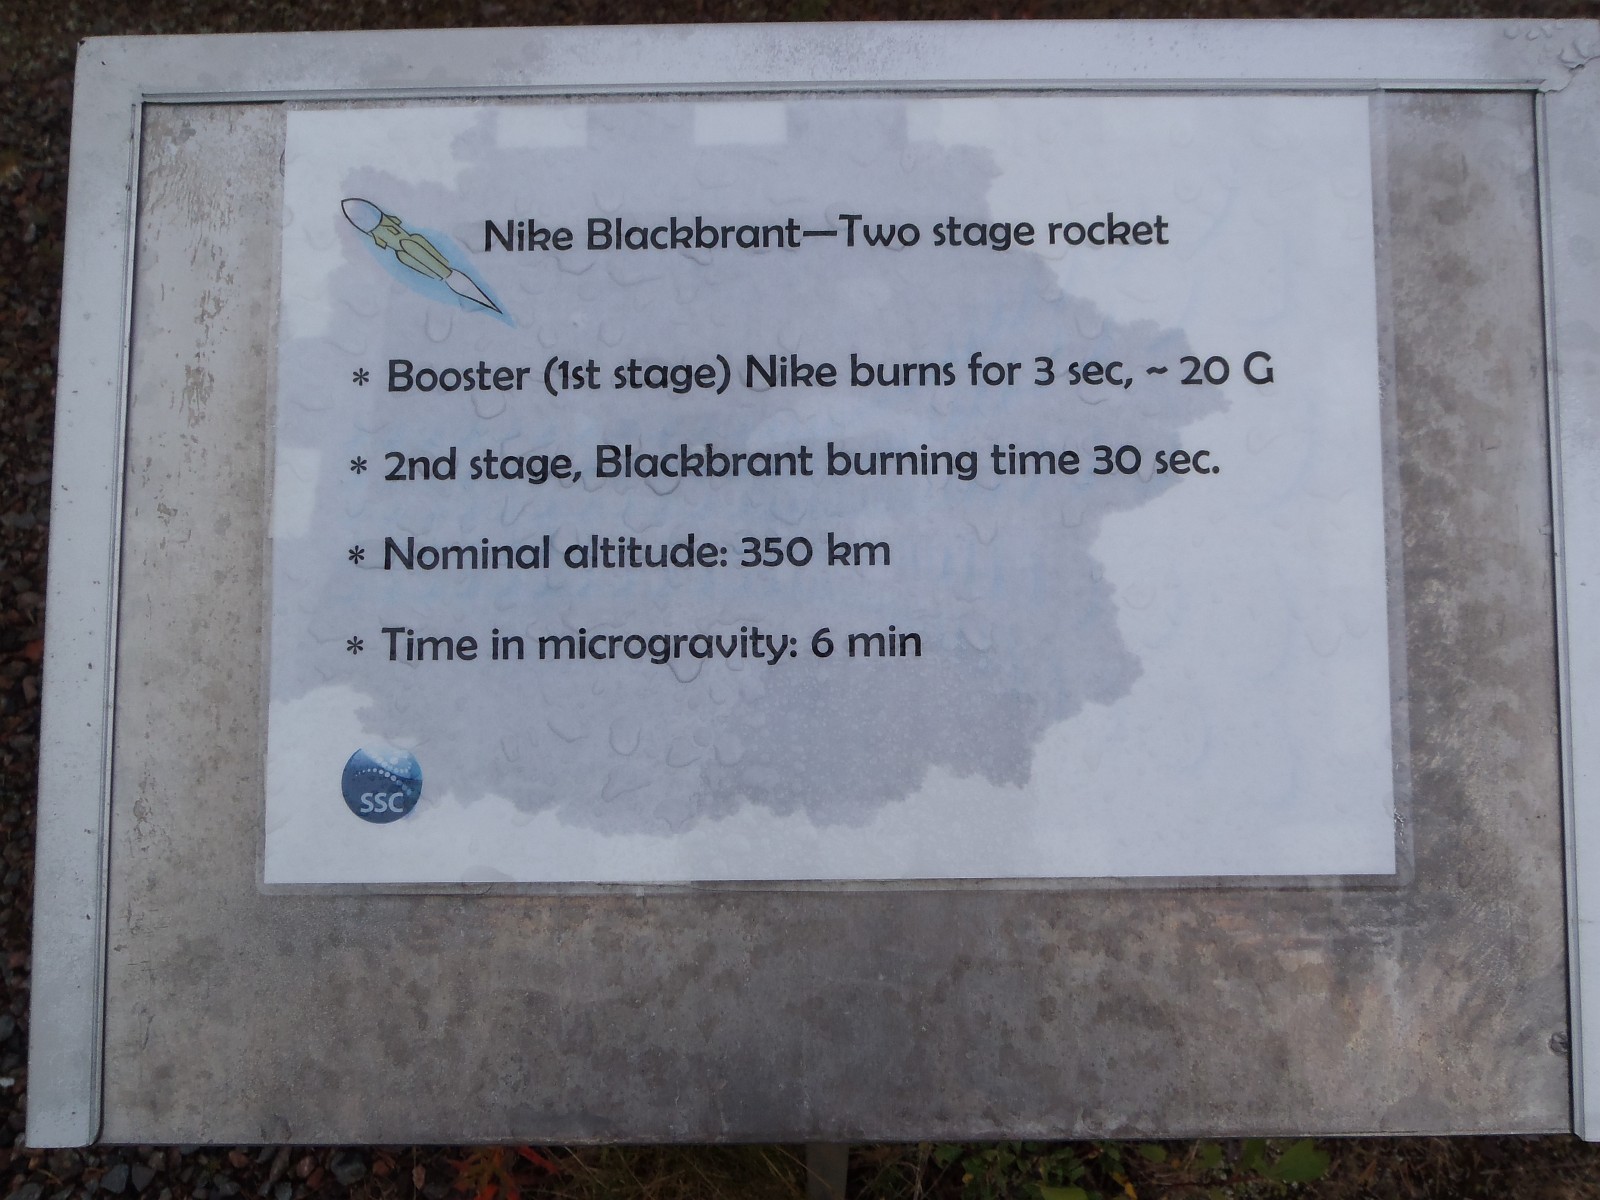 Nike Blackbrant—Two stage rocket
* Booster (1st stage) Nike burns for 3 sec, ~ 20 G
* 2nd stage, Blackbrant burning time 30 sec.
* Nominal altitude: 350 km
* Time in microgravity: 6 min
SSC